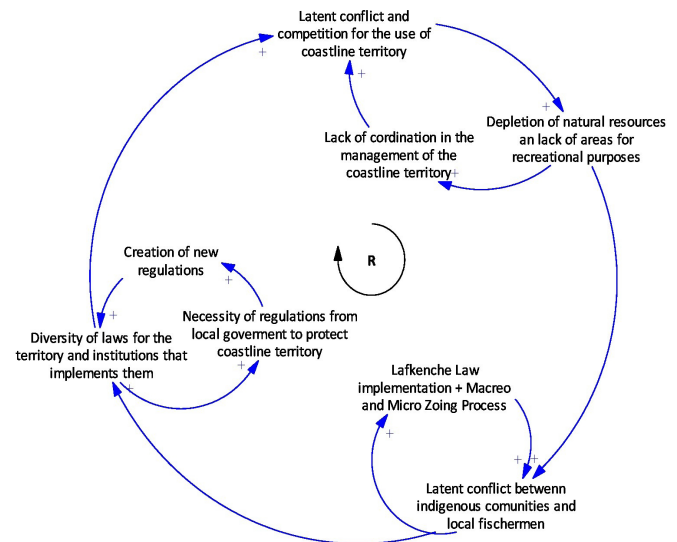 Latent conflict and
competition for the use of
coastline territory
+
+
+
Depletion of natural resources
an lack of areas for
recreational purposes
Lack of cordination in the
management of the
coastline territory+
R
Creation of new
regulations
+
+
Necessity of regulations from
local goverment to protect
coastline territory
+
Diversity of laws for the
territory and institutions that
implements them
+
Lafkenche Law
implementation + Macreo
and Micro Zoing Process
+
+ +
Latent conflict betwenn
indigenous comunities and
local fischermen